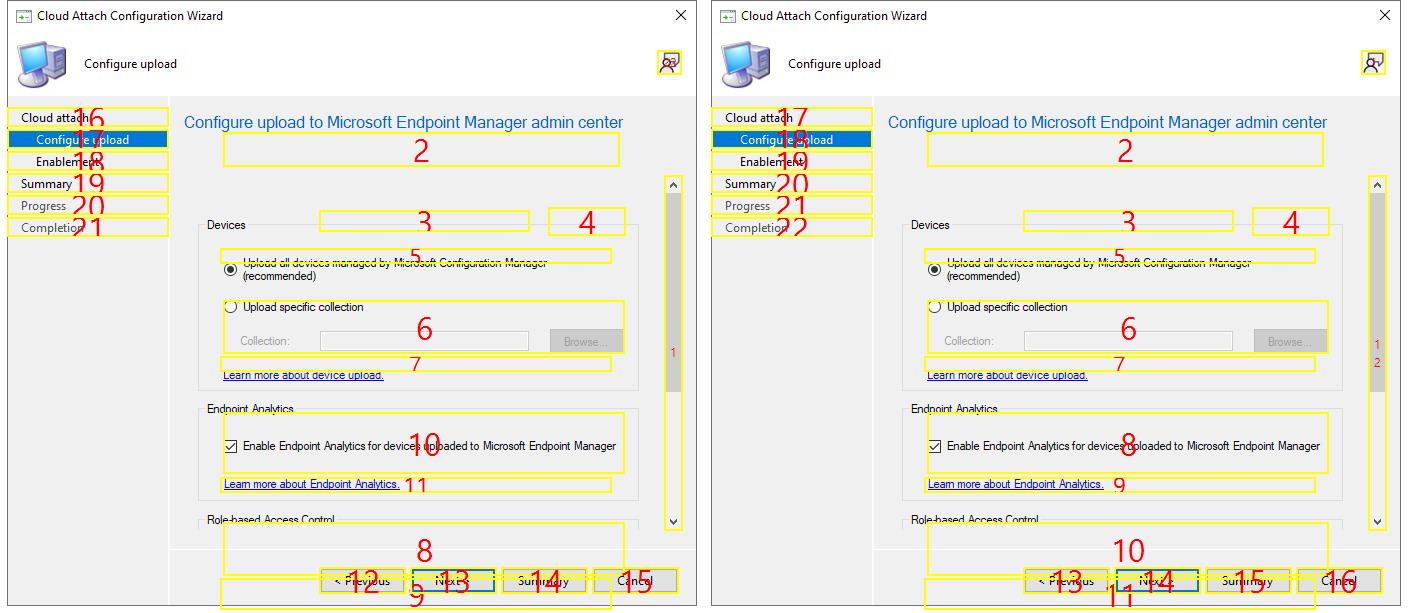 Cloud Attach Configuration Wizard
Configure upload
Cloud attach
16
Configure upload
17
Enablement
18
Summary
19
Progress
20
Completion
21
Configure upload to Microsoft Endpoint Manager admin center
2
Devices
3
4
5
Upload all devices managed by Microsoft Configuration Manager
(recommended)
Upload specific collection
6
Collection:
Browse...
1
7
Learn more about device upload.
Endpoint Analytics
Enable Endpoint Analytics for devices uploaded to Microsoft Endpoint Manager
10
Learn more about Endpoint Analytics.
11
Role-based Access Control
8
< Previous
12
Next >
13
Summary
14
Cancel
15
9
Cloud Attach Configuration Wizard
Configure upload
Cloud attach
17
Configure upload
18
Enablement
19
Summary
20
Progress
21
Completion
22
Configure upload to Microsoft Endpoint Manager admin center
2
Devices
3
4
5
Upload all devices managed by Microsoft Configuration Manager
(recommended)
Upload specific collection
6
Collection:
Browse...
1
2
7
Learn more about device upload.
Endpoint Analytics
Enable Endpoint Analytics for devices uploaded to Microsoft Endpoint Manager
8
Learn more about Endpoint Analytics.
9
Role-based Access Control
10
< Previous
13
Next >
14
Summary
15
Cancel
16
11